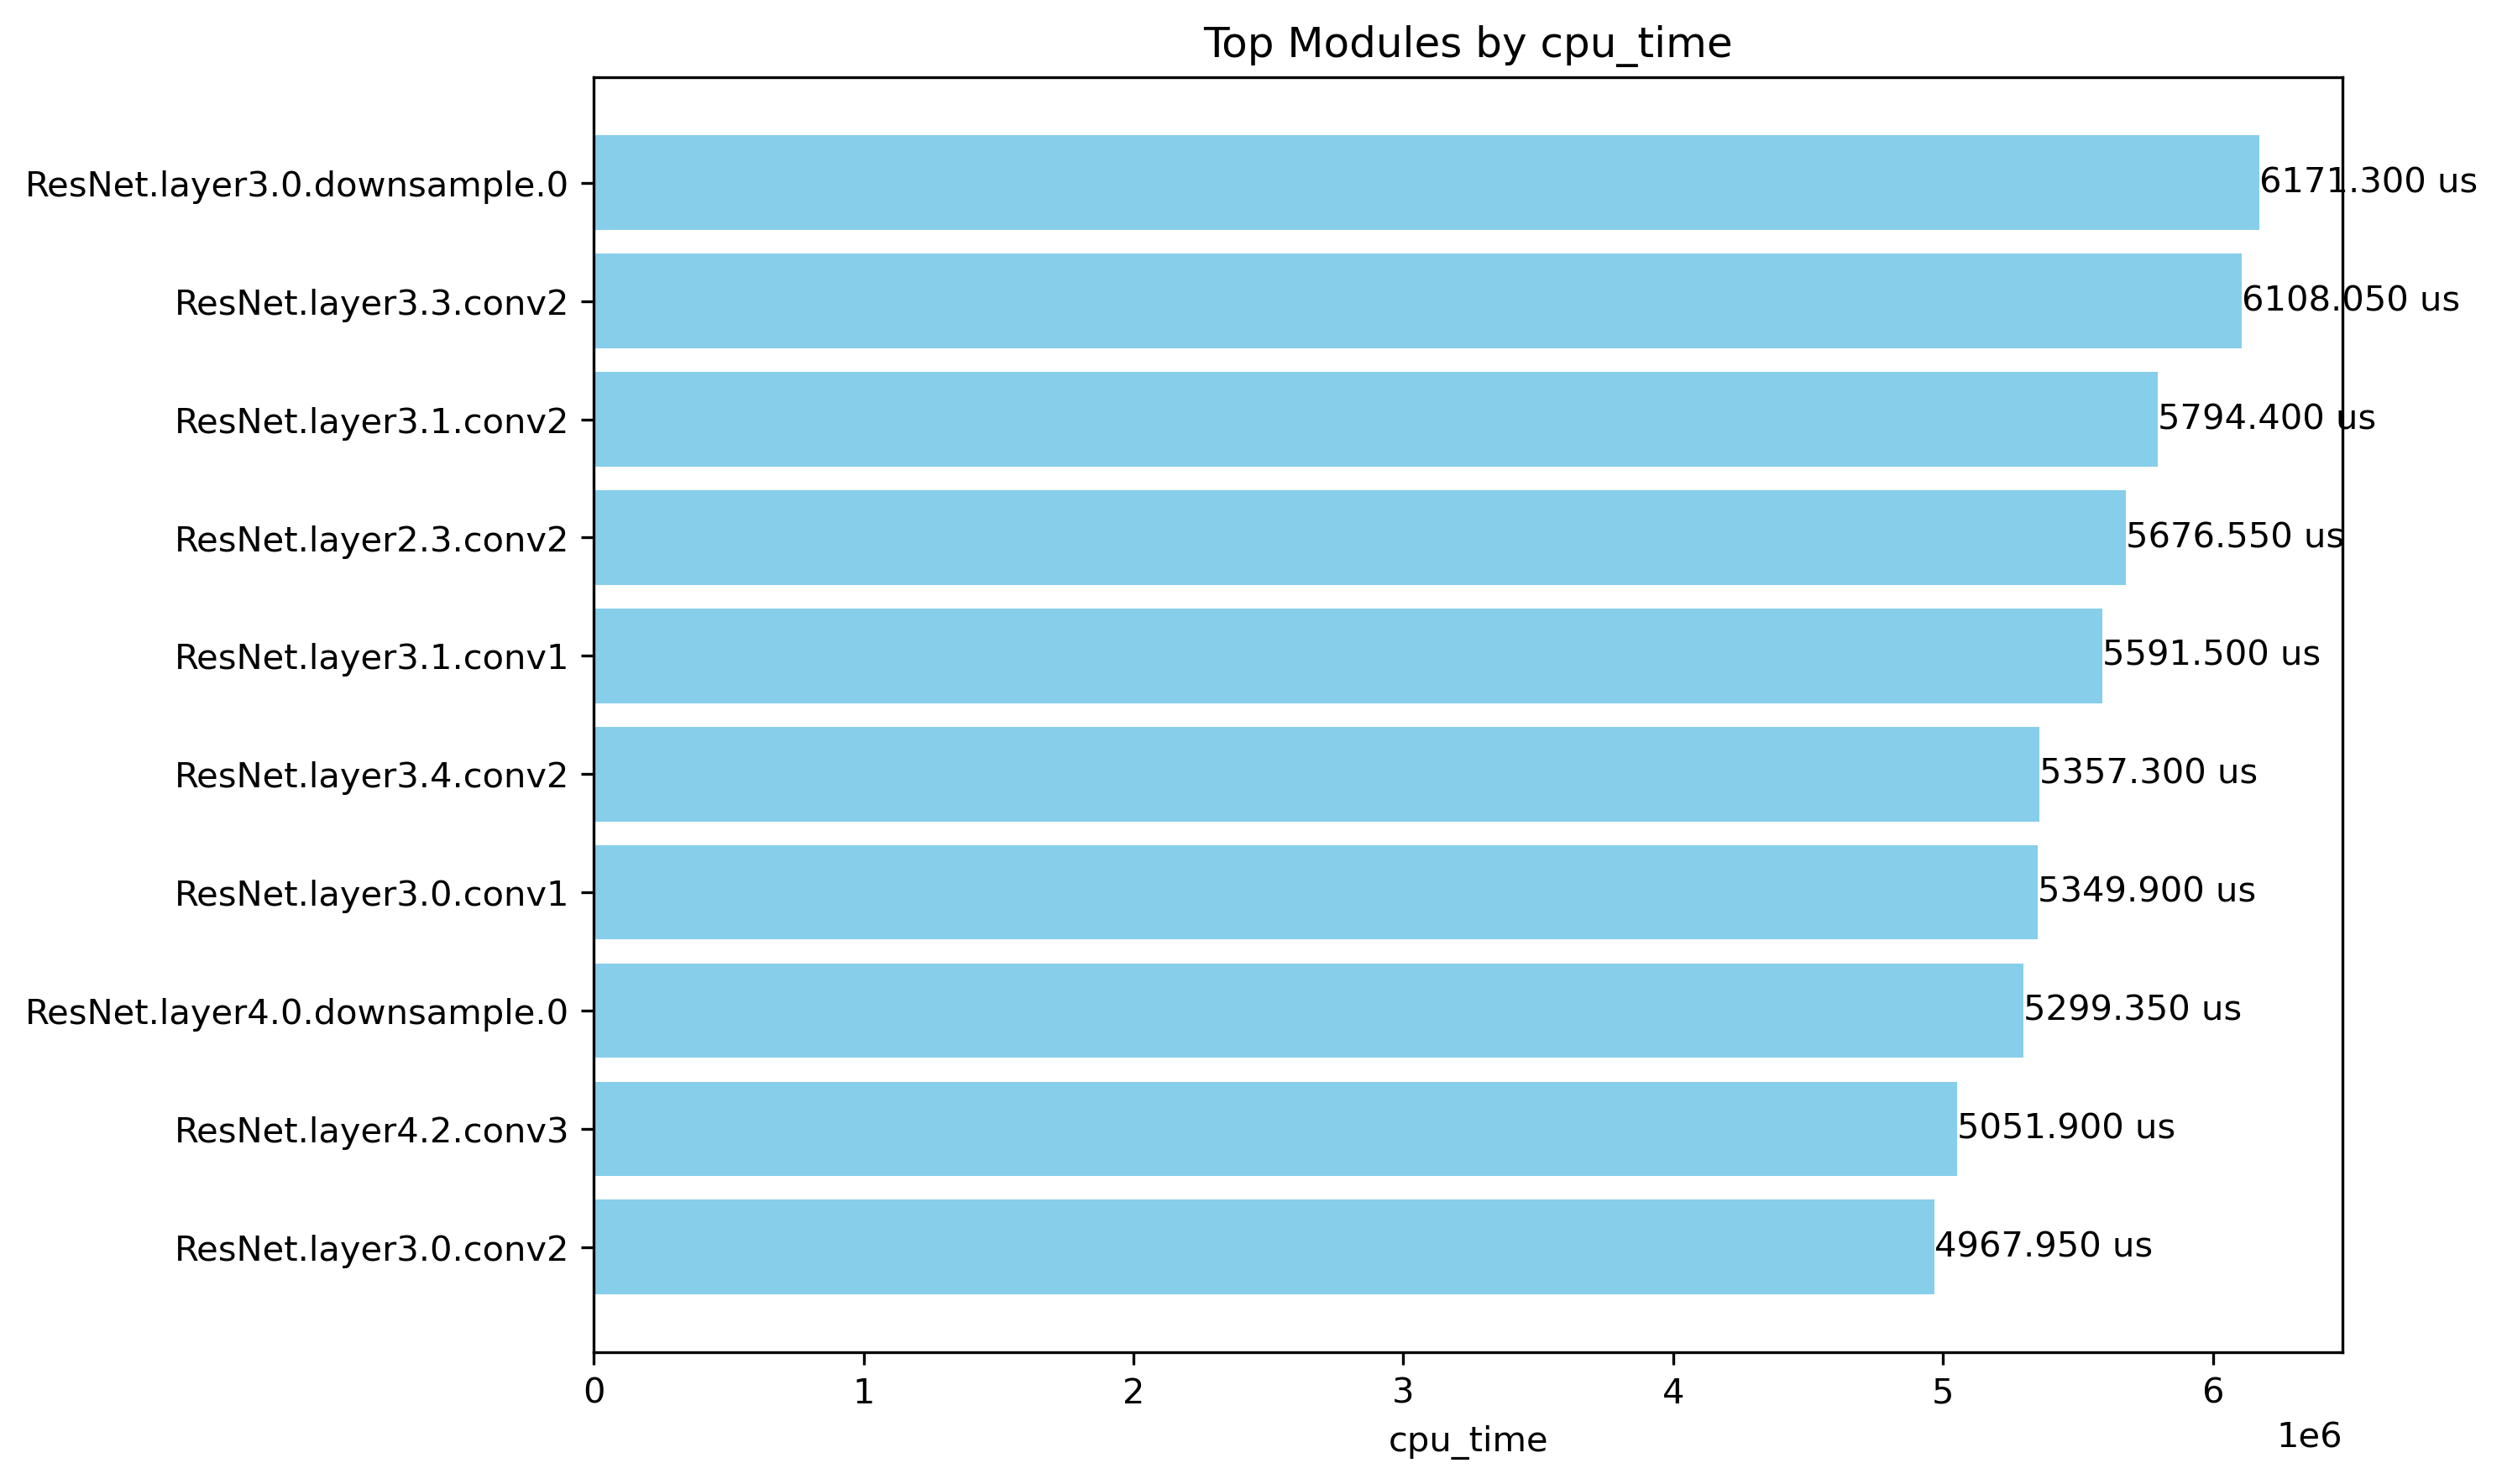 Top Modules by cpu_time
ResNet.layer3.0.downsample.0 6171.300 us
ResNet.layer3.3.conv2 6108.050 us
ResNet.layer3.1.conv2 5794.400 us
ResNet.layer2.3.conv2 5676.550 us
ResNet.layer3.1.conv1 5591.500 us
ResNet.layer3.4.conv2 5357.300 us
ResNet.layer3.0.conv1 5349.900 us
ResNet.layer4.0.downsample.0 5299.350 us
ResNet.layer4.2.conv3 5051.900 us
ResNet.layer3.0.conv2 4967.950 us
0 1 2 3 4 5 6
1e6
cpu_time